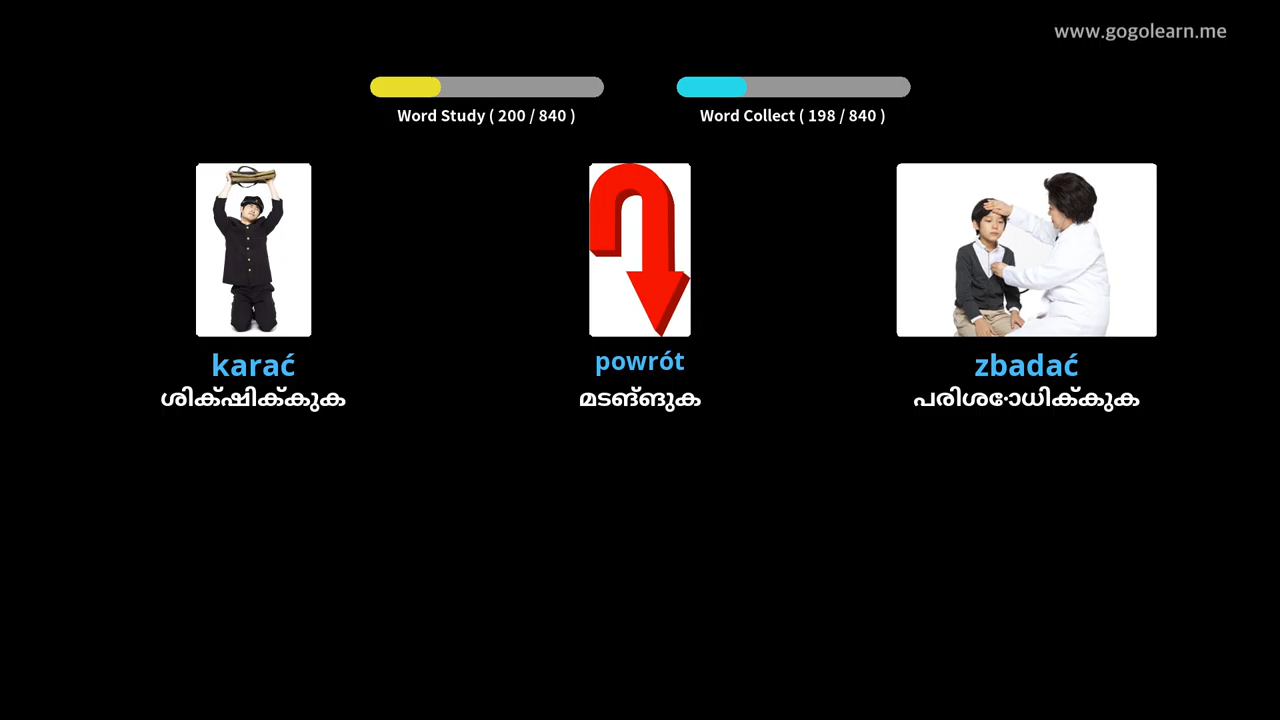 www.gogolearn.me
Word Study ( 200 / 840 )
Word Collect ( 198 / 840 )
karać
powrót
zbadać
ശിക്ഷിക്കുക
മടങ്ങുക
പരിശോധിക്കുക